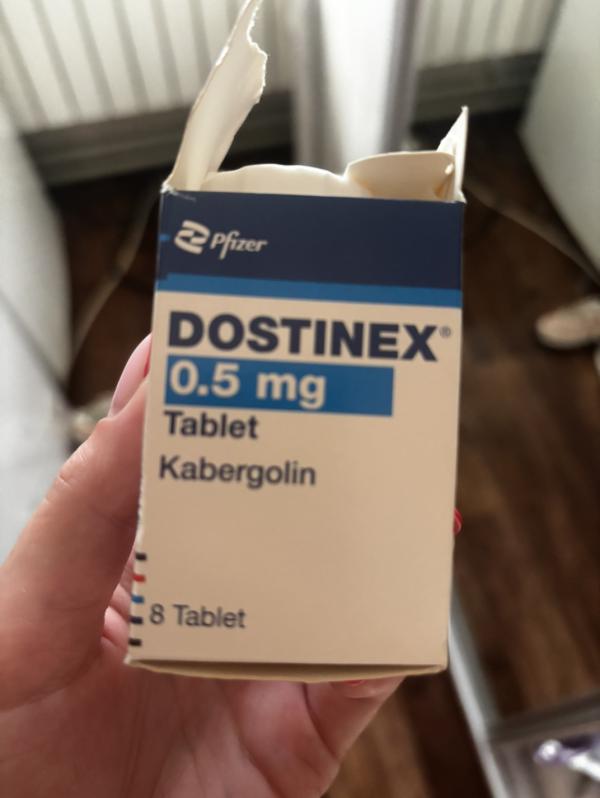 Pfizer
DOSTINEX®
0.5 mg
Tablet
Kabergolin
8 Tablet